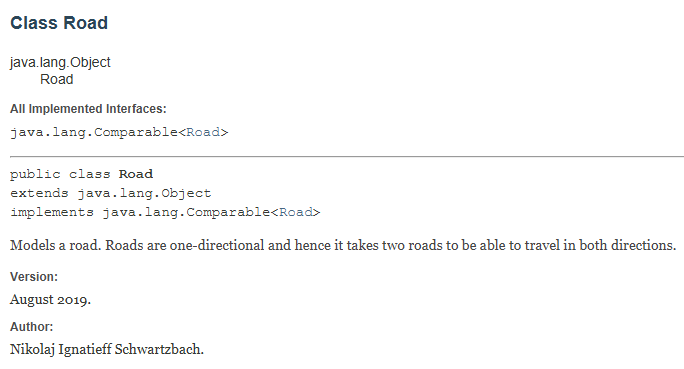 Class Road
java.lang.Object
Road
All Implemented Interfaces:
java.lang.Comparable<Road>
public class Road
extends java.lang.Object
implements java.lang.Comparable<Road>
Models a road. Roads are one-directional and hence it takes two roads to be able to travel in both directions.
Version:
August 2019.
Author:
Nikolaj Ignatieff Schwartzbach.